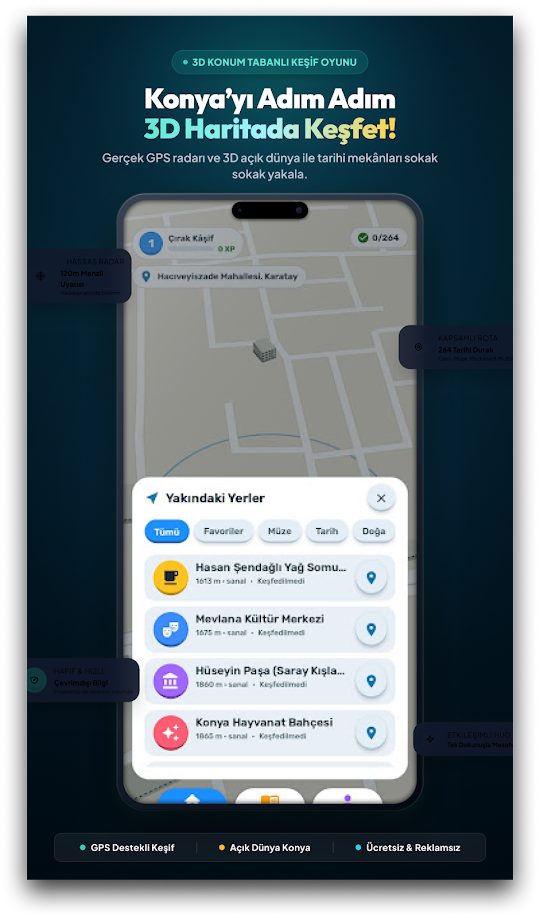 3D KONUM TABANLI KEŞİF OYUNU
Konya’yı Adım Adım
3D Haritada Keşfet!
Gerçek GPS radarı ve 3D açık dünya ile tarihi mekânları sokak
sokak yakala.
1
Çırak Kâşif
0 XP
0/264
Hacıveyiszade Mahallesi, Karatay
HASSAS RADAR
120m Menzil
Uyarısı
KAPSAMLI ROTA
264 Tarihi Durak
Yakındaki Yerler
Tümü
Favoriler
Müze
Tarih
Doğa
Hasan Şendağlı Yağ Somu...
1613 m · sanal • Keşfedilmedi
Mevlana Kültür Merkezi
1675 m · sanal • Keşfedilmedi
Hüseyin Paşa (Saray Kışla...
1860 m · sanal • Keşfedilmedi
Konya Hayvanat Bahçesi
1865 m · sanal • Keşfedilmedi
HAFİF & HIZLI
Çevrimdışı Bilgi
ETKİLEŞİMLİ HUD
Tek Dokunuşla
GPS Destekli Keşif
Açık Dünya Konya
Ücretsiz & Reklamsız